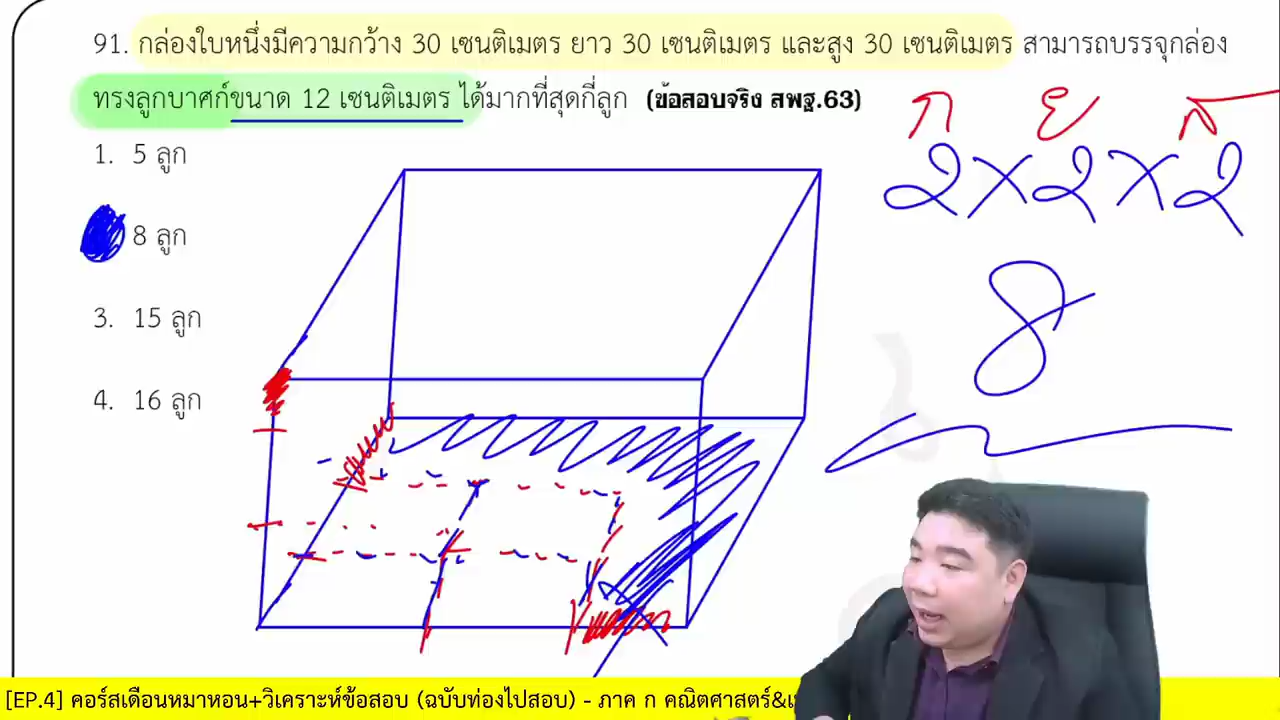 91. กล่องใบหนึ่งมีความกว้าง 30 เซนติเมตร ยาว 30 เซนติเมตร และสูง 30 เซนติเมตร สามารถบรรจุกล่อง
ทรงลูกบาศก์ขนาด 12 เซนติเมตร ได้มากที่สุดกี่ลูก (ข้อสอบจริง สพฐ.63)
ก ย ส
2×2×2
8
1. 5 ลูก
8 ลูก
3. 15 ลูก
4. 16 ลูก
[EP.4] คอร์สเดือนหมาหอน+วิเคราะห์ข้อสอบ (ฉบับท่องไปสอบ) - ภาค ก คณิตศาสตร์&